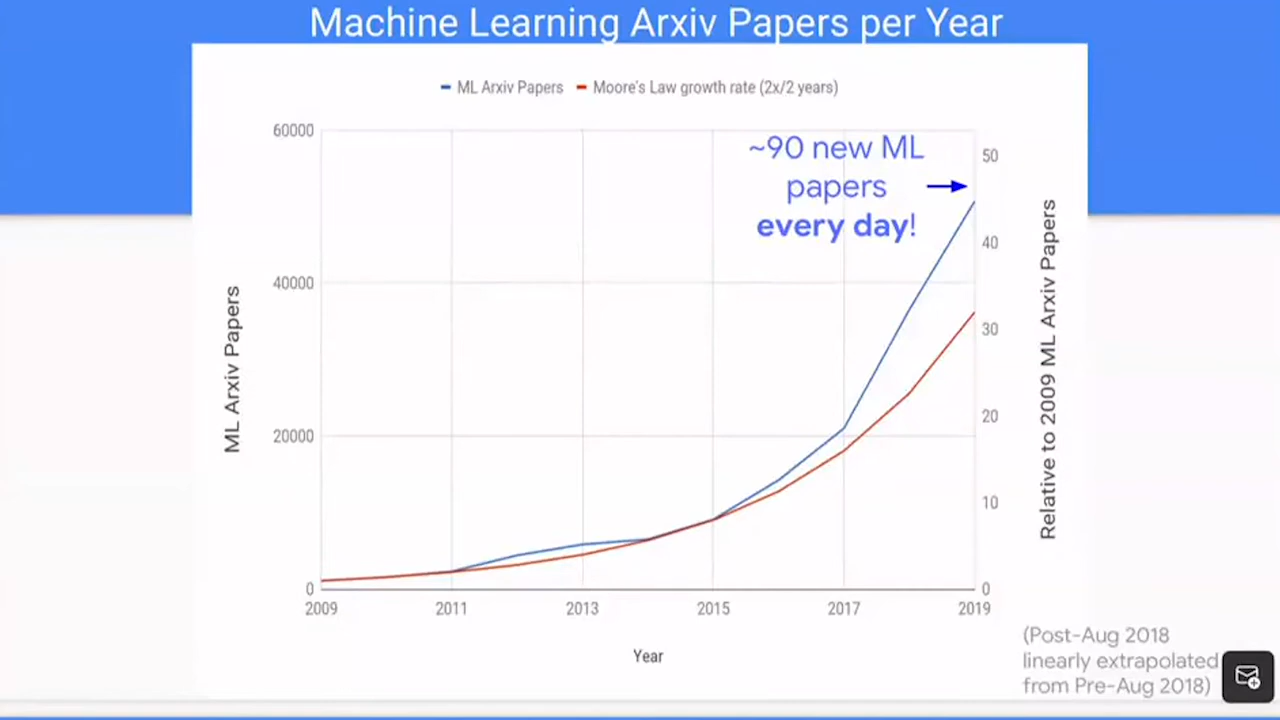 Machine Learning Arxiv Papers per Year
ML Arxiv Papers Moore's Law growth rate (2x/2 years)
~90 new ML
papers
every day!
60000
40000
20000
0
ML Arxiv Papers
50
40
30
20
10
0
Relative to 2009 ML Arxiv Papers
2009 2011 2013 2015 2017 2019
Year
(Post-Aug 2018
linearly extrapolated
from Pre-Aug 2018)